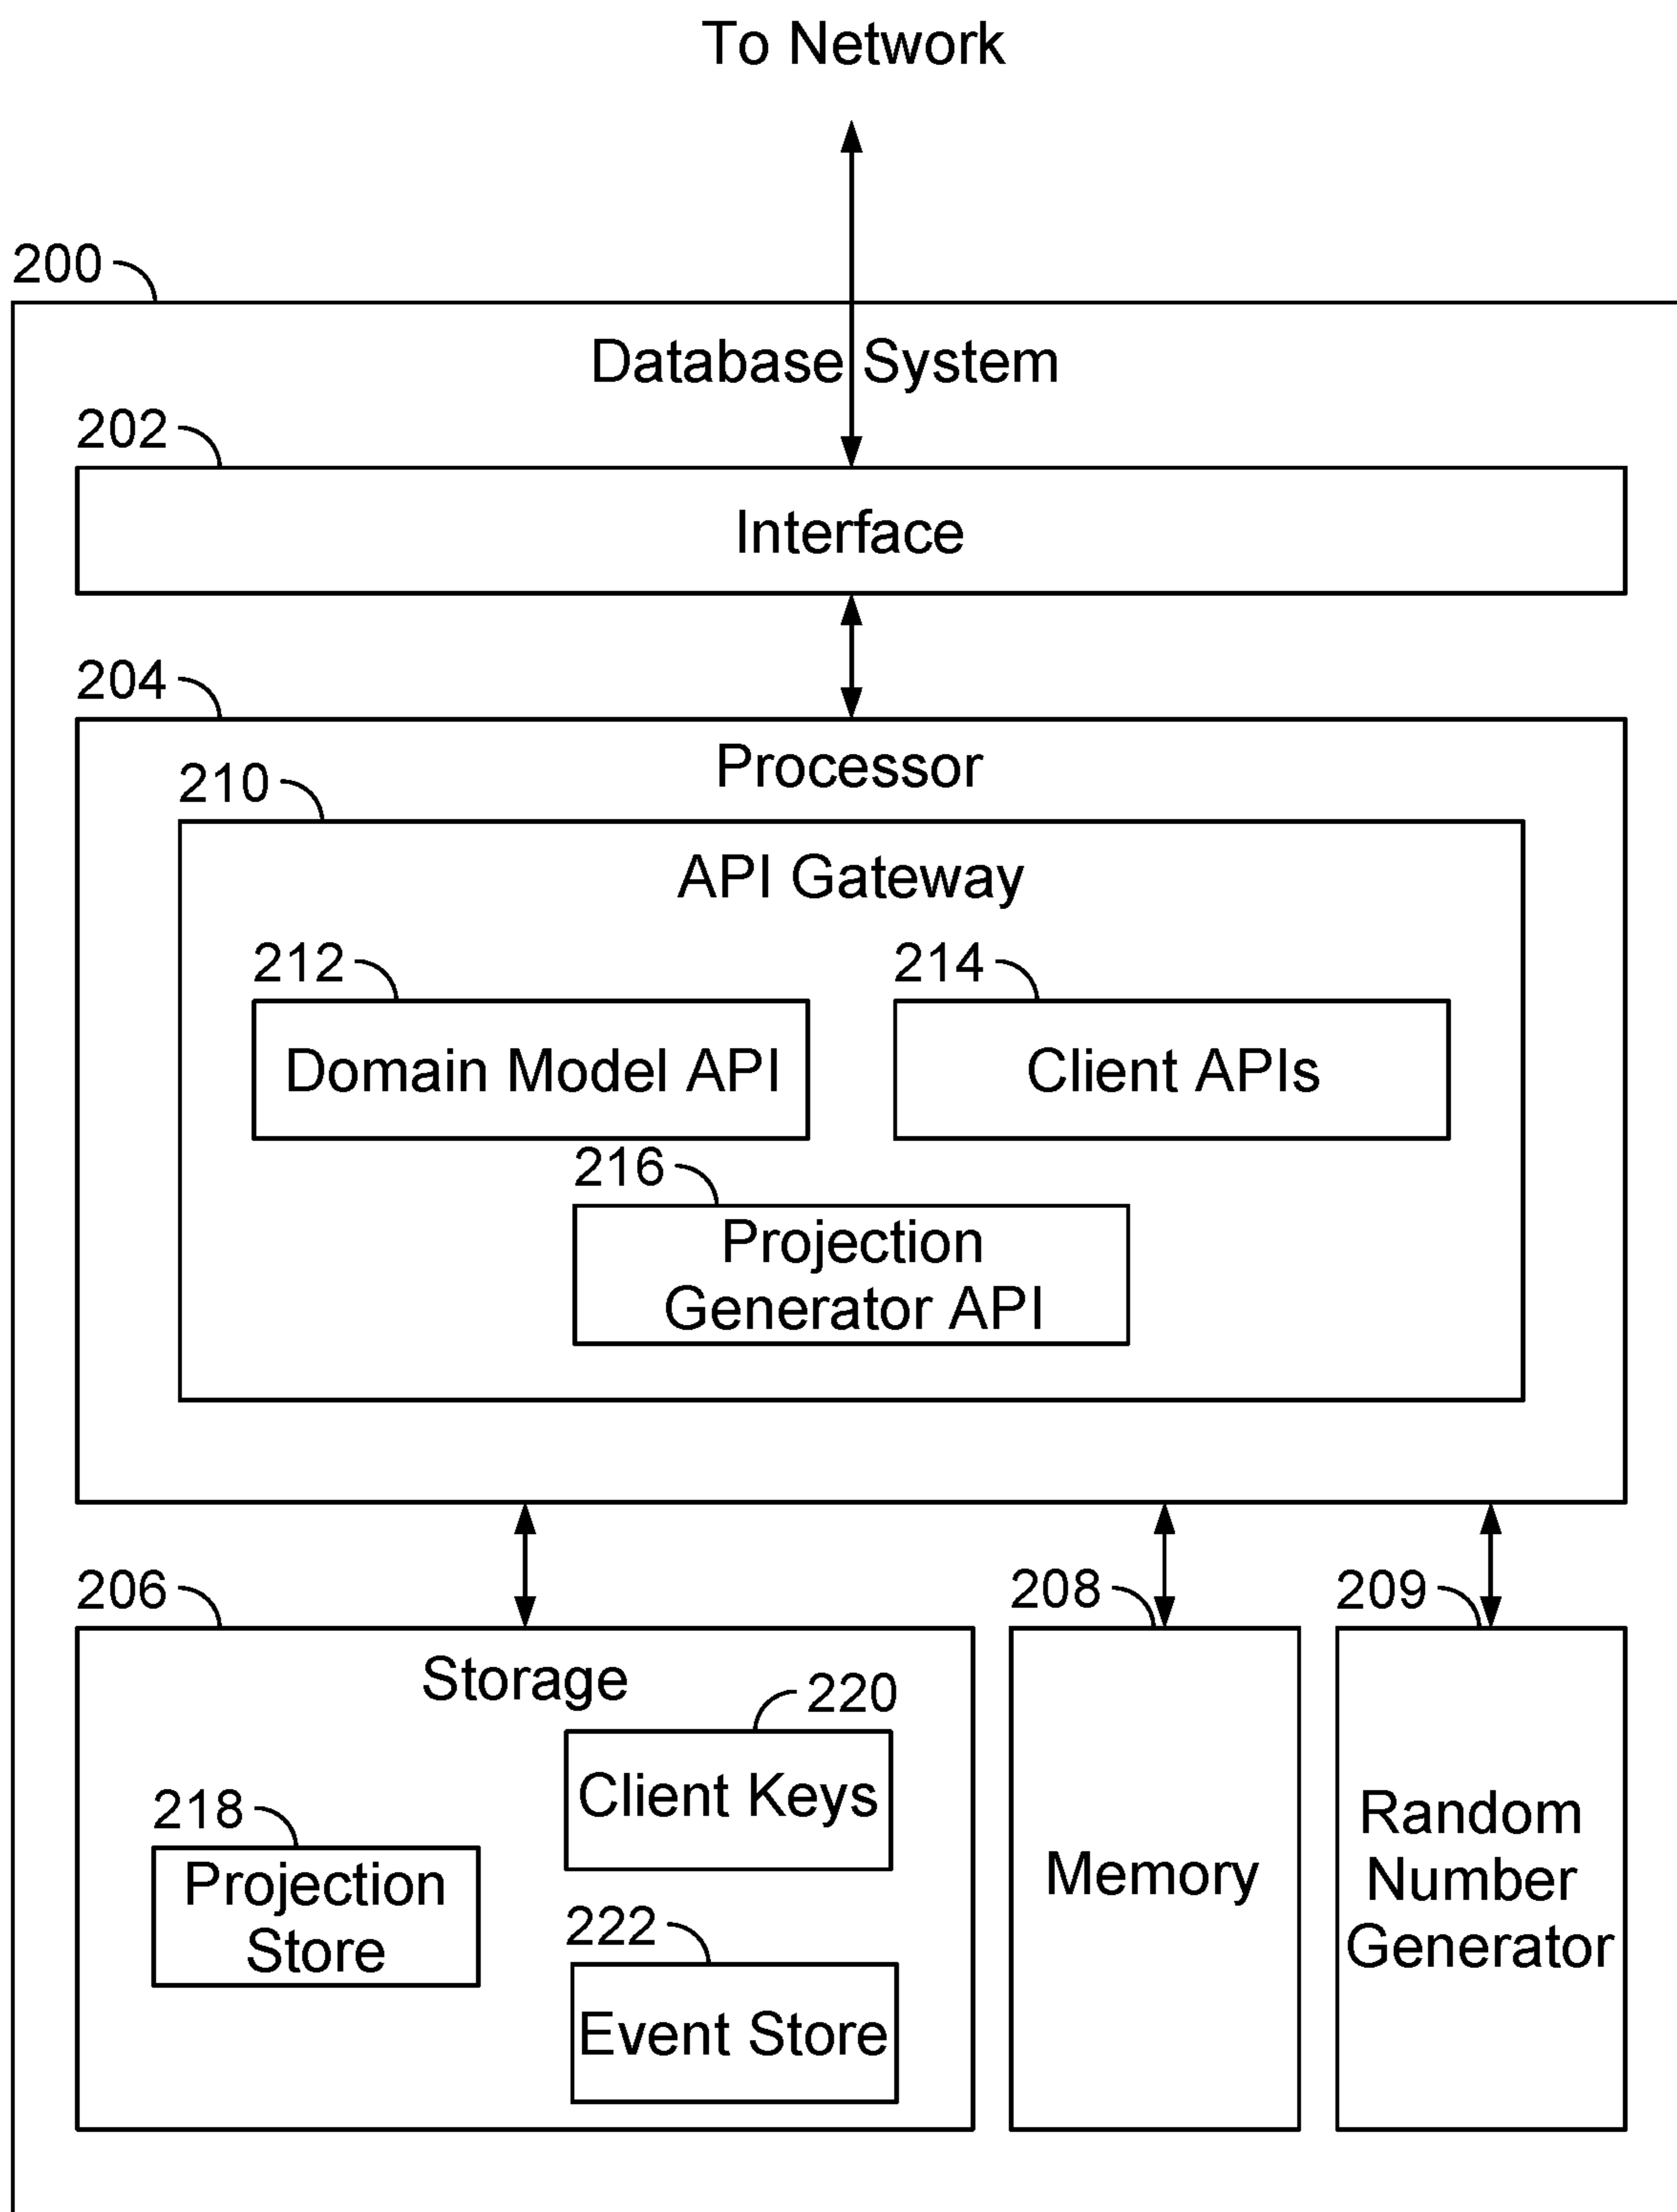 To Network
200
Database System
202
Interface
204
Processor
210
API Gateway
212
214
Domain Model API
Client APIs
216
Projection
Generator API
206
208
209
Storage
220
Client Keys
218
Projection
Store
222
Event Store
Memory
Random
Number
Generator